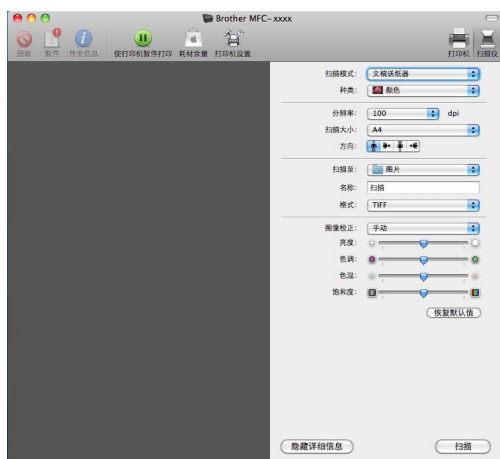 Brother MFC-xxxx
删除 暂停 作业信息 使打印机暂停打印 耗材余量 打印机设置 打印机 扫描仪
扫描模式: 文稿送纸器
种类: 颜色
分辨率: 100 dpi
扫描大小: A4
方向:
扫描至: 图片
名称: 扫描
格式: TIFF
图像校正: 手动
亮度:
色调:
色温:
饱和度:
恢复默认值
隐藏详细信息 扫描